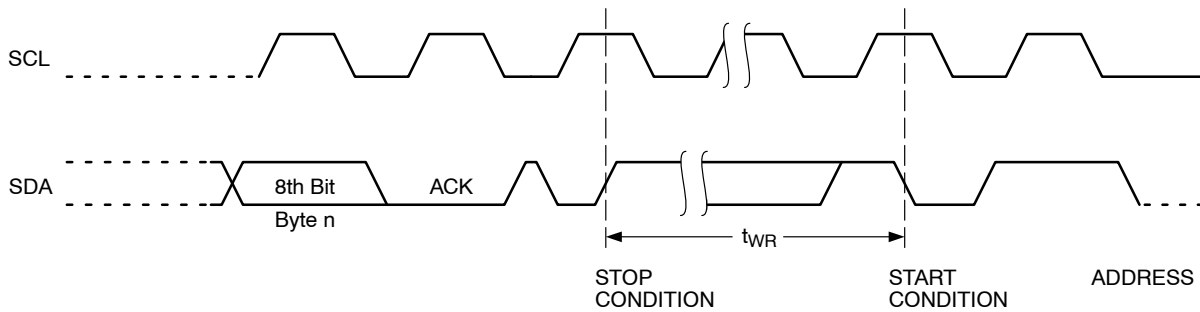 SCL
SDA
8th Bit
ACK
Byte n
tWR
STOP
CONDITION
START
CONDITION
ADDRESS